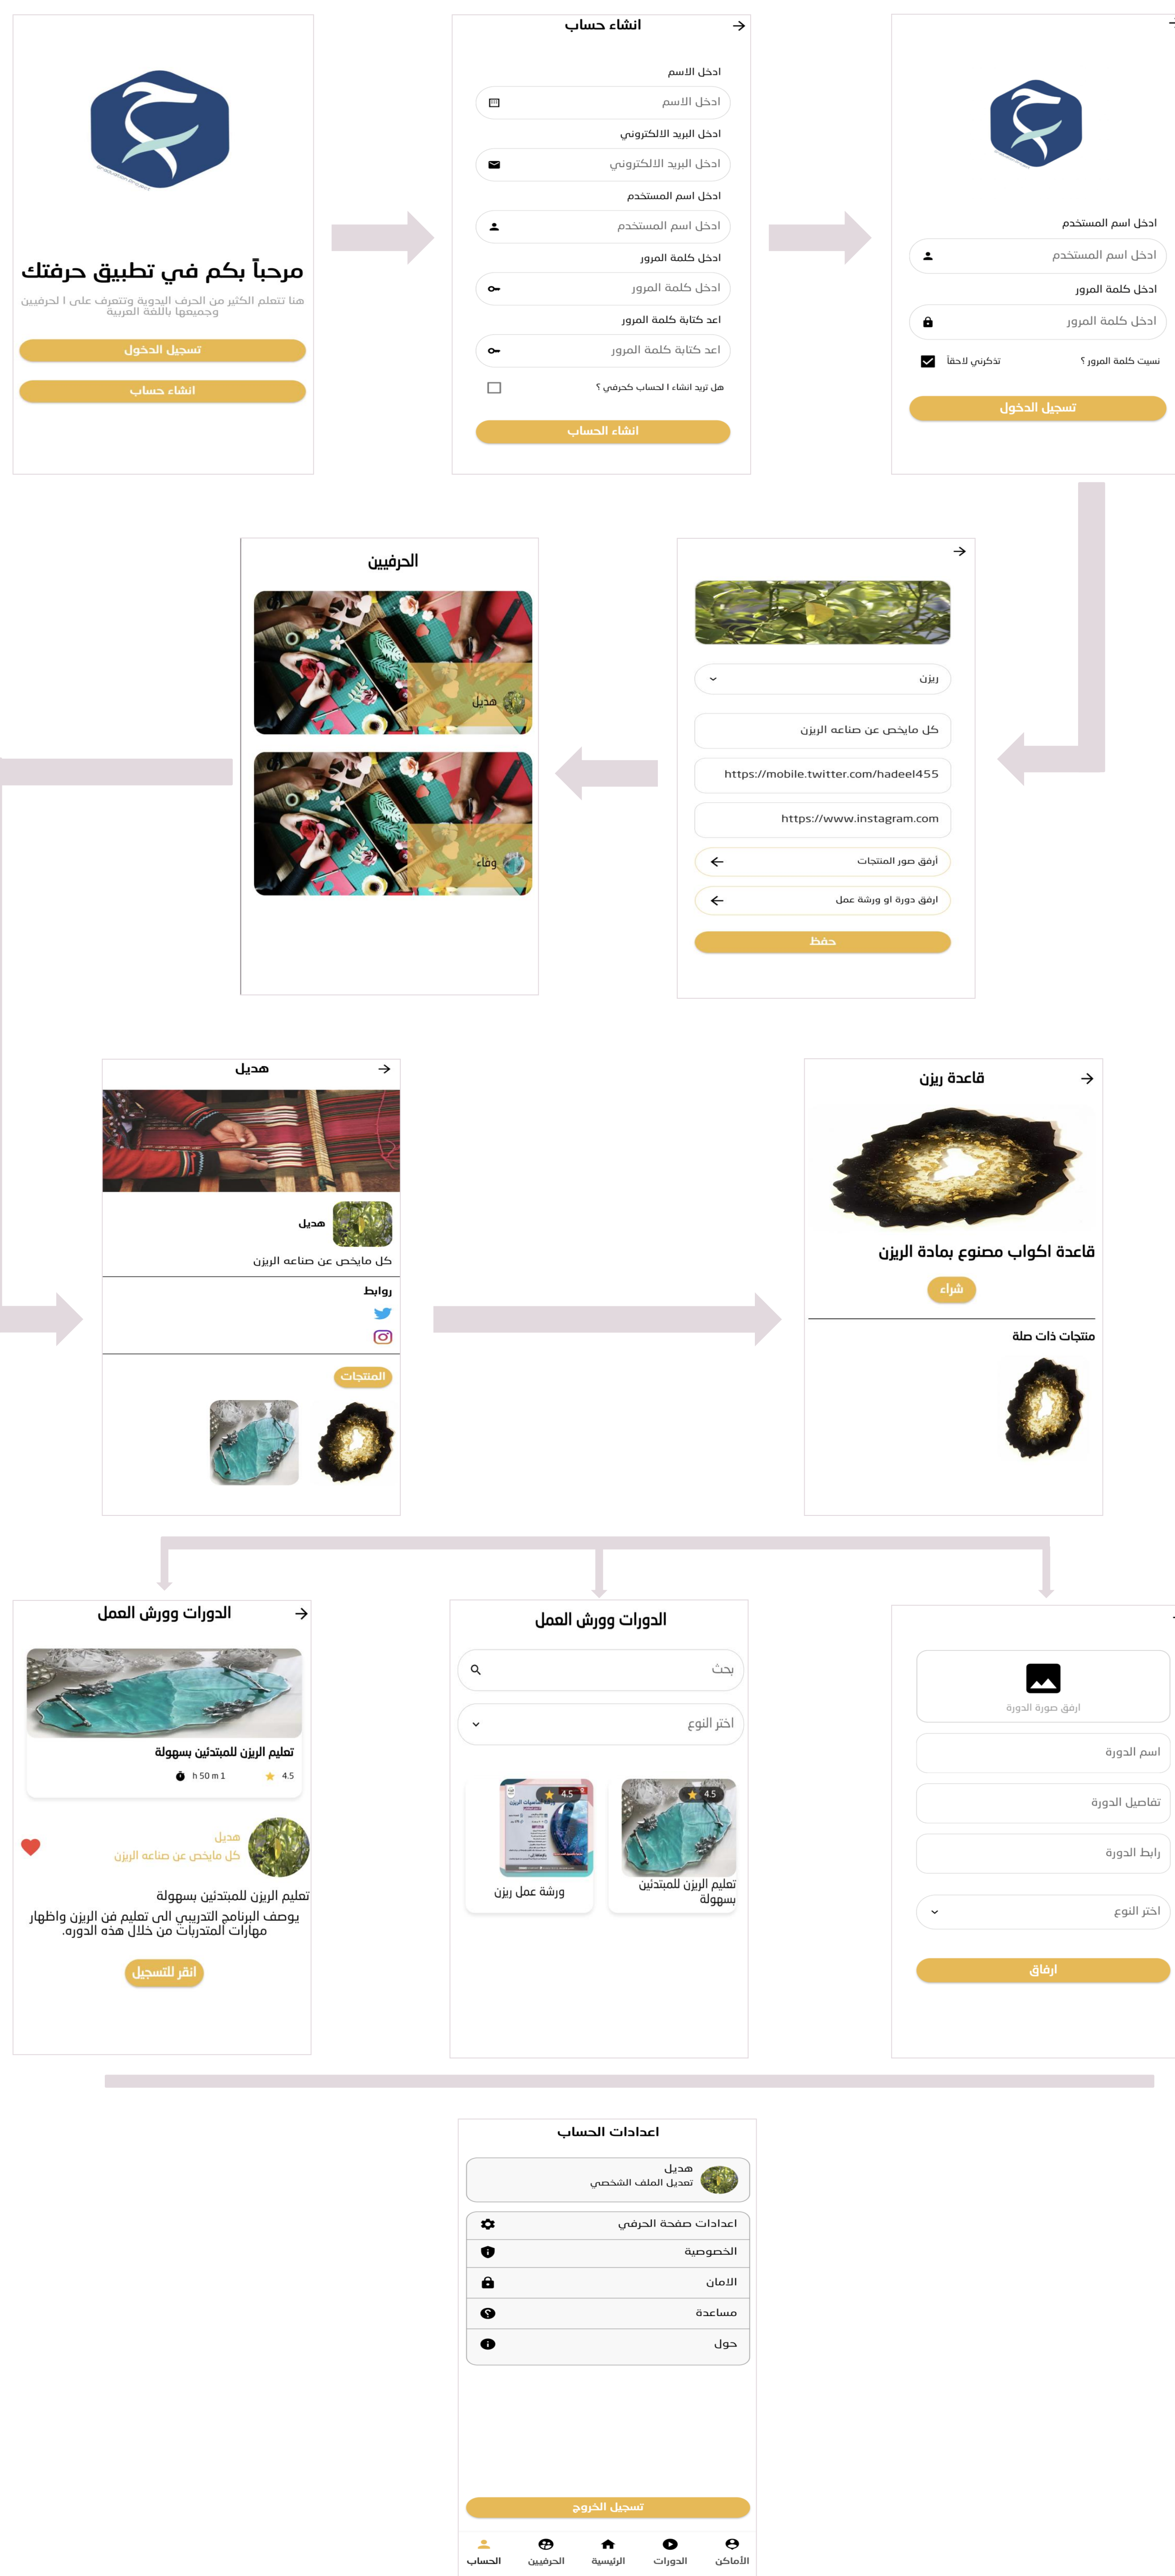 مرحباً بكم في تطبيق حرفتك
هنا تتعلم الكثير من الحرف اليدوية وتتعرف على ا لحرفيين
وجميعها باللغة العربية
تسجيل الدخول
انشاء حساب
انشاء حساب
ادخل الاسم
ادخل الاسم
ادخل البريد الالكتروني
ادخل البريد الالكتروني
ادخل اسم المستخدم
ادخل اسم المستخدم
ادخل كلمة المرور
ادخل كلمة المرور
اعد كتابة كلمة المرور
اعد كتابة كلمة المرور
هل تريد انشاء ا لحساب كحرفي ؟
انشاء الحساب
ادخل اسم المستخدم
ادخل اسم المستخدم
ادخل كلمة المرور
ادخل كلمة المرور
نسيت كلمة المرور ؟
تذكرني لاحقاً
تسجيل الدخول
ريزن
كل مايخص عن صناعه الريزن
https://mobile.twitter.com/hadeel455
https://www.instagram.com
أرفق صور المنتجات
ارفق دورة او ورشة عمل
حفظ
الحرفيين
هديل
وفاء
هديل
هديل
كل مايخص عن صناعه الريزن
روابط
المنتجات
قاعدة ريزن
قاعدة اكواب مصنوع بمادة الريزن
شراء
منتجات ذات صلة
الدورات وورش العمل
تعليم الريزن للمبتدئين بسهولة
4.5
h 50 m 1
هديل
كل مايخص عن صناعه الريزن
تعليم الريزن للمبتدئين بسهولة
يوصف البرنامج التدريبي الى تعليم فن الريزن واظهار
مهارات المتدربات من خلال هذه الدوره.
انقر للتسجيل
الدورات وورش العمل
بحث
اختر النوع
4.5
تعليم الريزن للمبتدئين
بسهولة
4.5
ورشة عمل ريزن
ارفق صورة الدورة
اسم الدورة
تفاصيل الدورة
رابط الدورة
اختر النوع
ارفاق
اعدادات الحساب
هديل
تعديل الملف الشخصي
اعدادات صفحة الحرفي
الخصوصية
الامان
مساعدة
حول
تسجيل الخروج
الأماكن
الدورات
الرئيسية
الحرفيين
الحساب